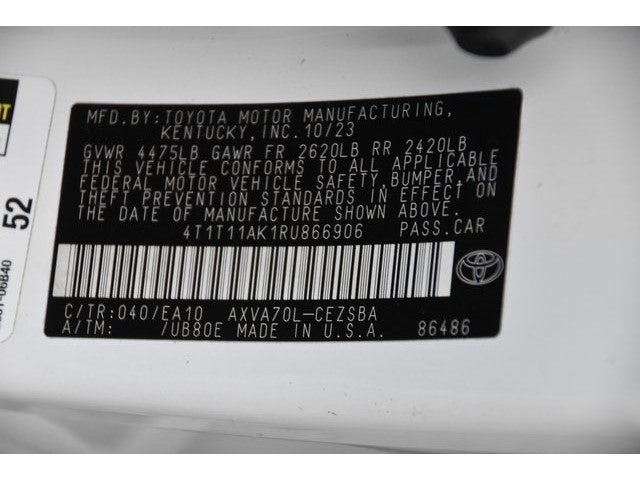 MFD.BY:TOYOTA MOTOR MANUFACTURING,
KENTUCKY,INC.10/23
GVWR 4475LB GAWR FR 2620LB RR 2420LB
THIS VEHICLE CONFORMS TO ALL APPLICABLE
FEDERAL MOTOR VEHICLE SAFETY,BUMPER,AND
THEFT PREVENTION STANDARDS IN EFFECT ON
THE DATE OF MANUFACTURE SHOWN ABOVE.
4T1T11AK1RU866906 PASS.CAR
C/TR:040/EA10 AXVA70L-CEZSBA
A/TM: /UB80E MADE IN U.S.A. 86486
52